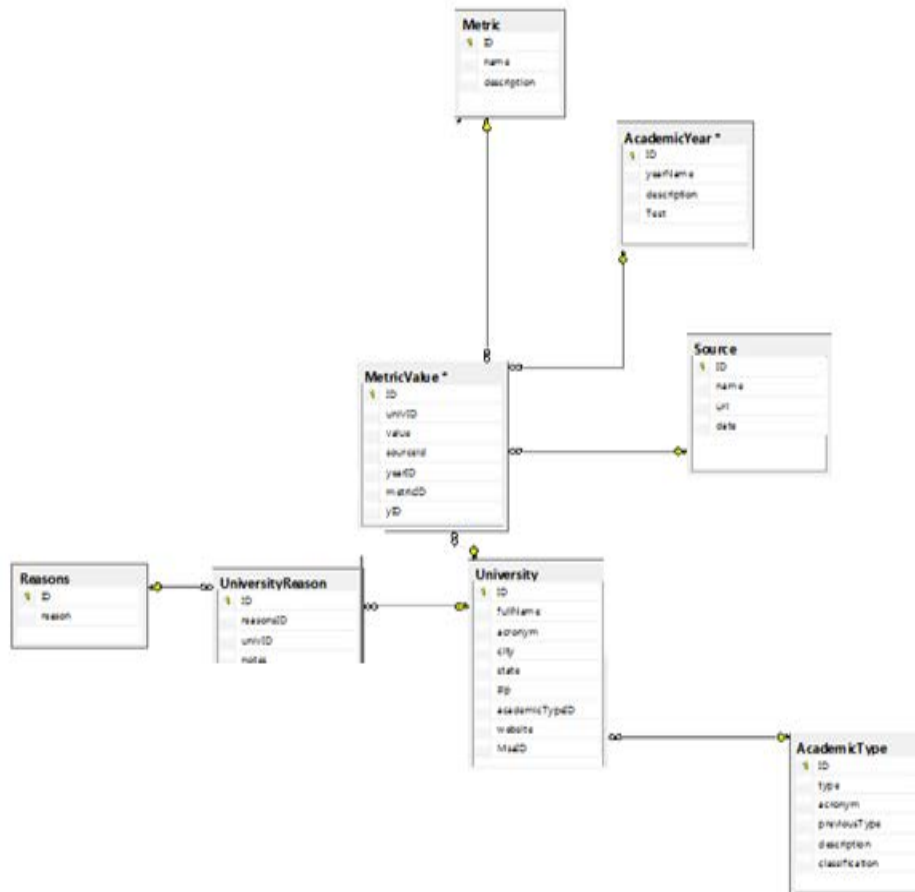 Metric
ID
name
description
AcademicYear *
ID
yearName
description
Test
Source
ID
name
url
date
MetricValue *
ID
univID
value
sourceId
yearID
metricID
yID
Reasons
ID
reason
UniversityReason
ID
reasonsID
univID
notes
University
ID
fullName
acronym
city
state
academicTypeID
website
MsaID
AcademicType
ID
type
acronym
previousType
description
classification